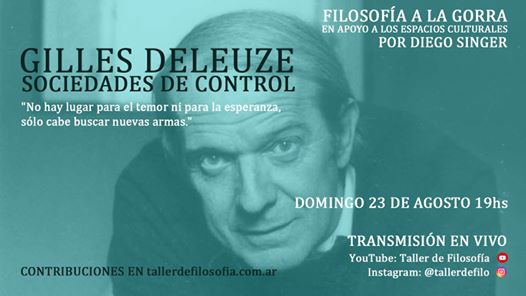 FILOSOFÍA A LA GORRA
EN APOYO A LOS ESPACIOS CULTURALES
POR DIEGO SINGER
GILLES DELEUZE
SOCIEDADES DE CONTROL
"No hay lugar para el temor ni para la esperanza,
sólo cabe buscar nuevas armas."
DOMINGO 23 DE AGOSTO 19hs
TRANSMISIÓN EN VIVO
YouTube: Taller de Filosofía
Instagram: @tallerdefilo
CONTRIBUCIONES EN tallerdefilosofia.com.ar